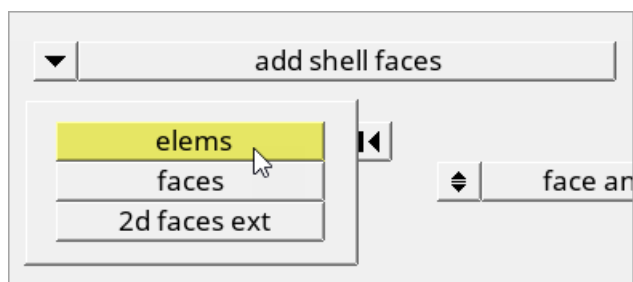 add shell faces
elems
faces
face an
2d faces ext